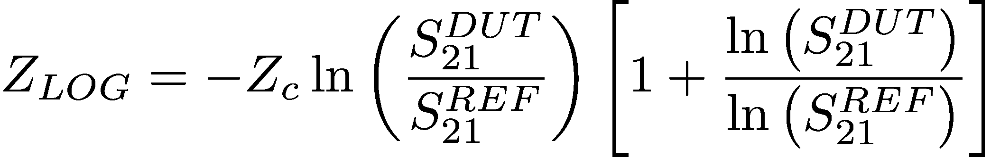 $Z_{LOG} = -Z_c \ln \left( \frac{S_{21}^{DUT}}{S_{21}^{REF}} \right) \left[ 1 + \frac{\ln \left( S_{21}^{DUT} \right)}{\ln \left( S_{21}^{REF} \right)} \right]$